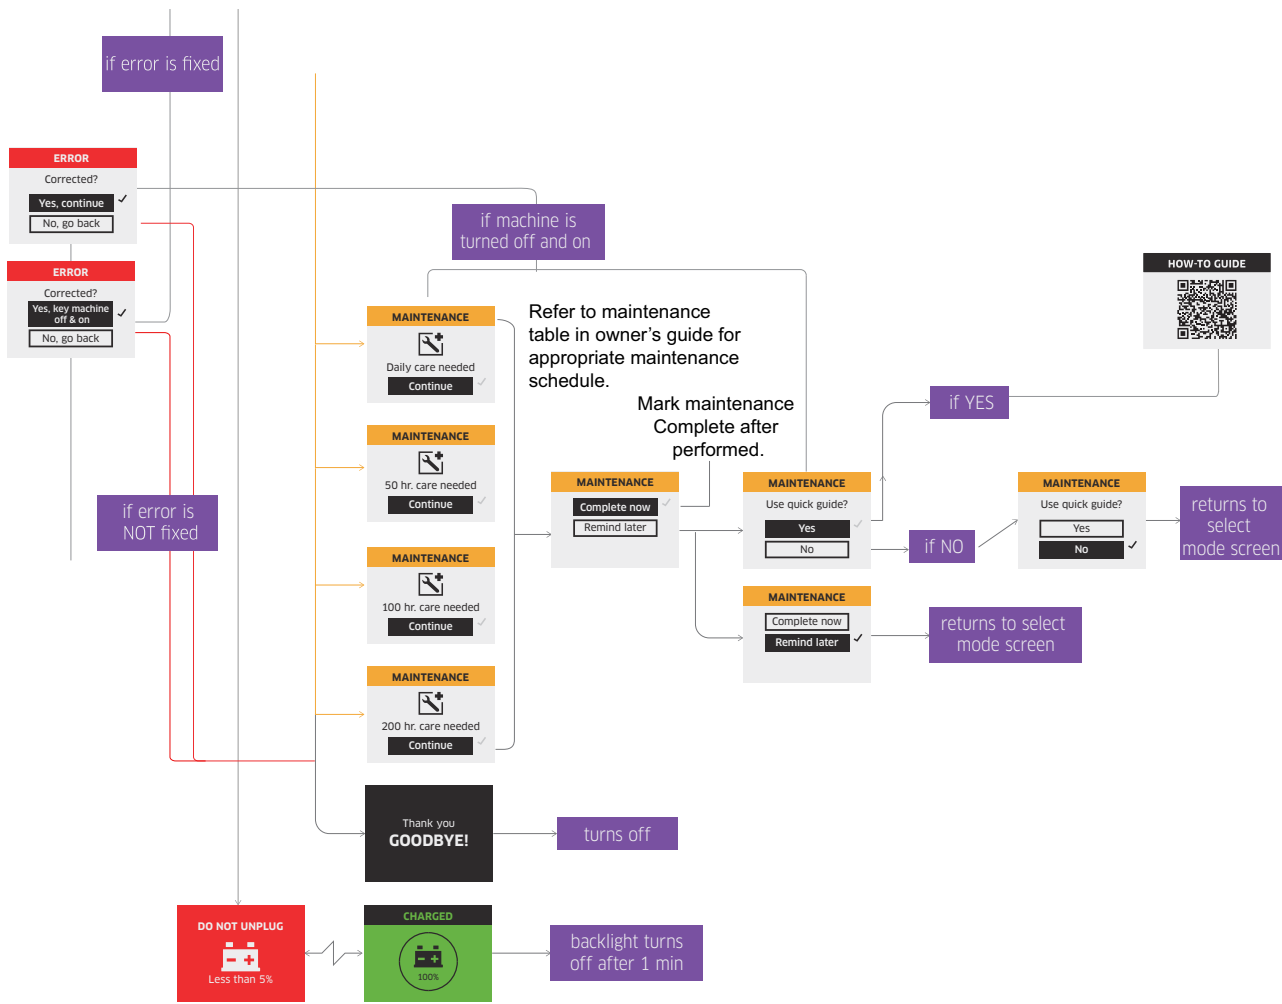 if error is fixed
ERROR
Corrected?
Yes, continue
No, go back
ERROR
Corrected?
Yes, key machine
off & on
No, go back
if error is
NOT fixed
if machine is
turned off and on
MAINTENANCE
Daily care needed
Continue
Refer to maintenance
table in owner's guide for
appropriate maintenance
schedule.
Mark maintenance
Complete after
performed.
MAINTENANCE
50 hr. care needed
Continue
MAINTENANCE
100 hr. care needed
Continue
MAINTENANCE
200 hr. care needed
Continue
MAINTENANCE
Complete now
Remind later
MAINTENANCE
Use quick guide?
Yes
No
MAINTENANCE
Complete now
Remind later
returns to select
mode screen
if YES
HOW-TO GUIDE
if NO
MAINTENANCE
Use quick guide?
Yes
No
returns to
select
mode screen
Thank you
GOODBYE!
turns off
DO NOT UNPLUG
Less than 5%
CHARGED
100%
backlight turns
off after 1 min